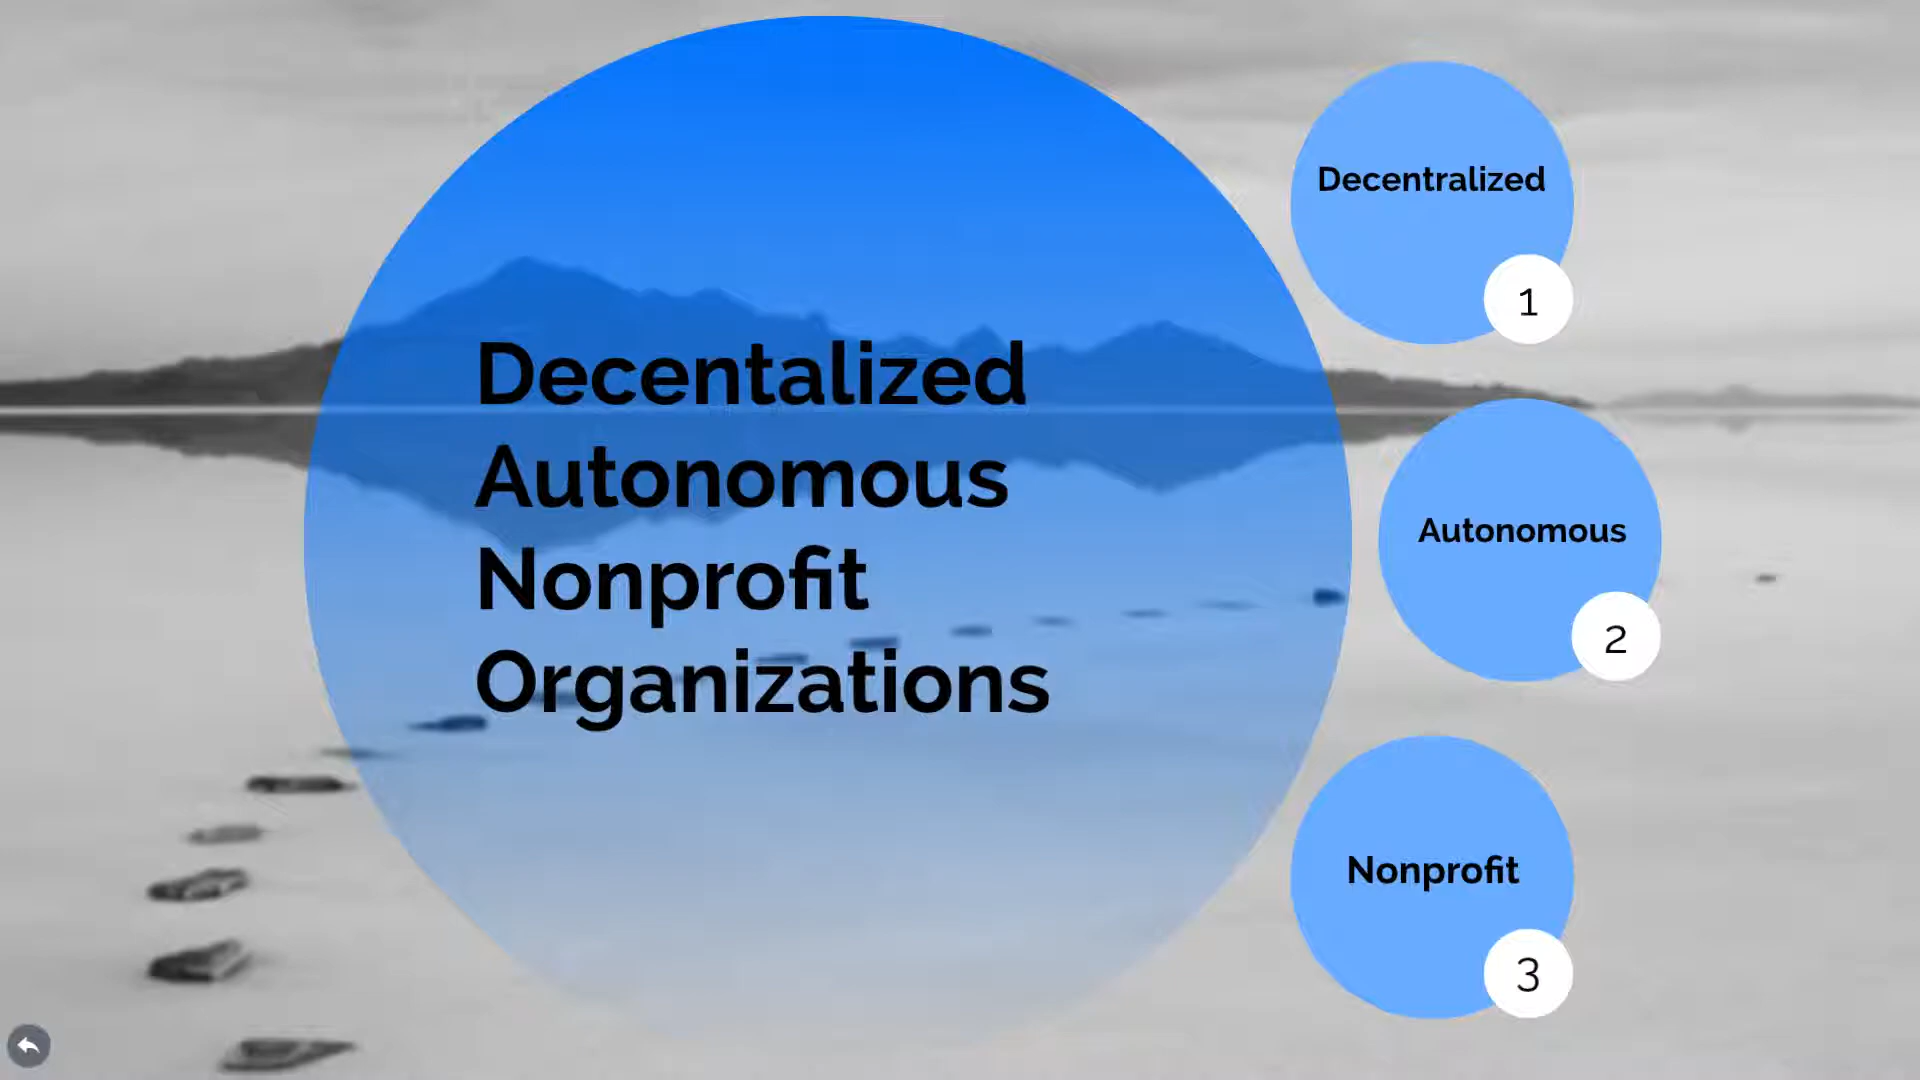 Decentalized
Autonomous
Nonprofit
Organizations
Decentralized
1
Autonomous
2
Nonprofit
3